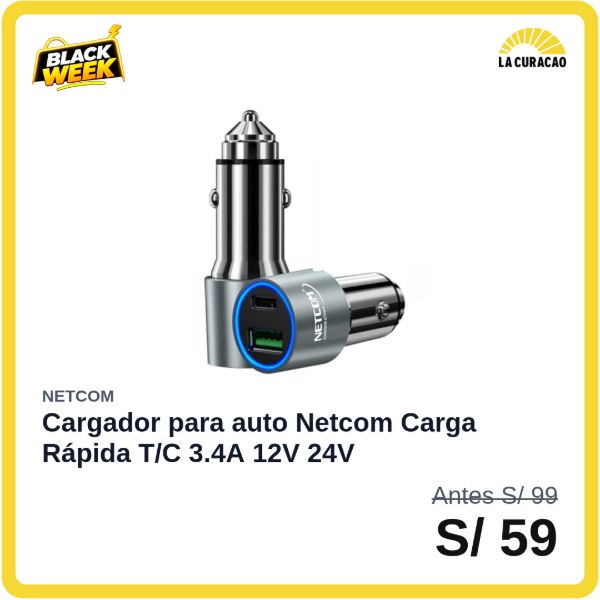 BLACK
WEEK
LA CURACAO
NETCOM
NETCOM
Cargador para auto Netcom Carga
Rápida T/C 3.4A 12V 24V
Antes S/ 99
S/ 59